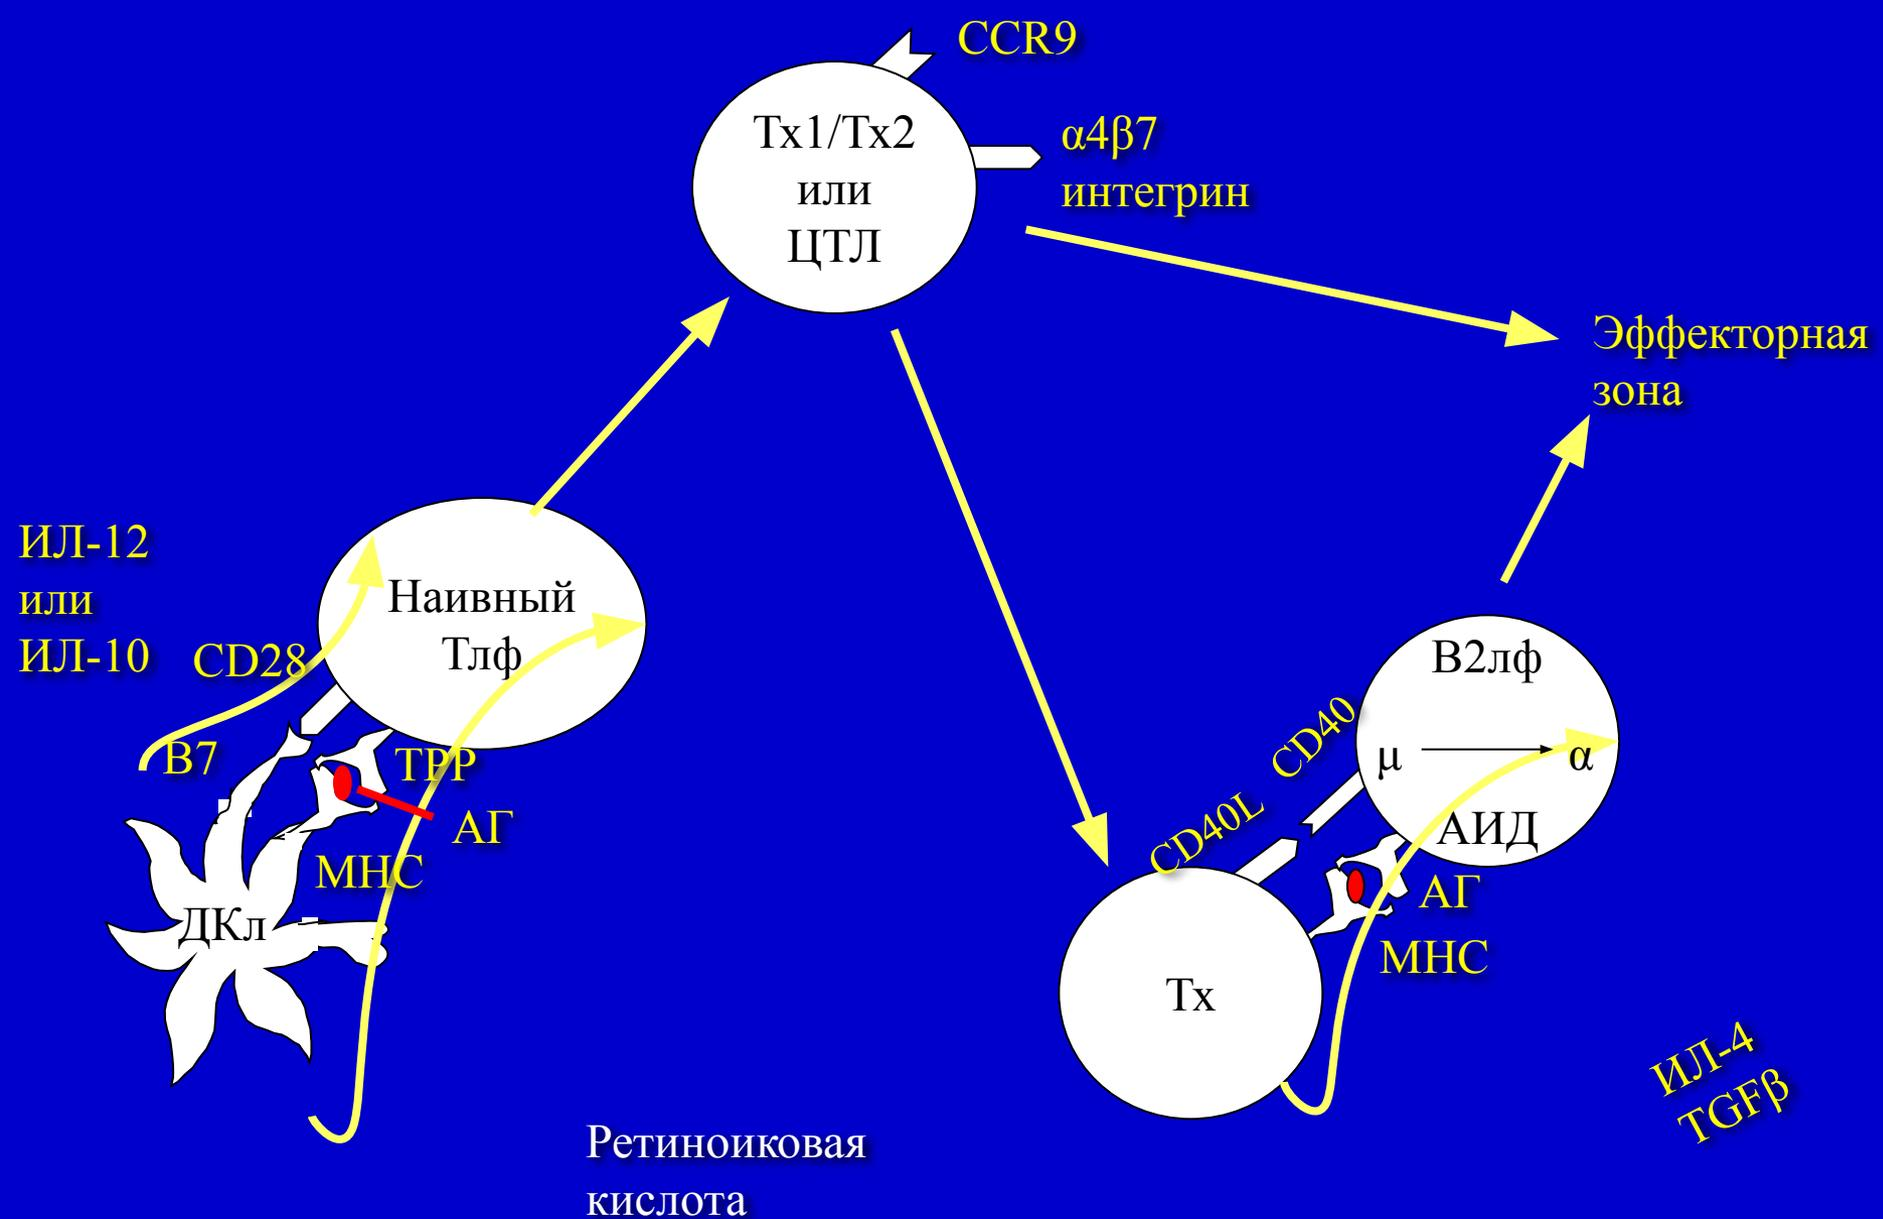 CCR9
Тх1/Тх2
или
ЦТЛ
α4β7
интегрин
Эффекторная
зона
ИЛ-12
или
ИЛ-10
CD28
Наивный
Тлф
В7
ТРР
АГ
МНС
ДКл
Ретиноиковая
кислота
В2лф
μ α
АИД
CD40
CD40L
АГ
МНС
Тх
ИЛ-4
TGFβ